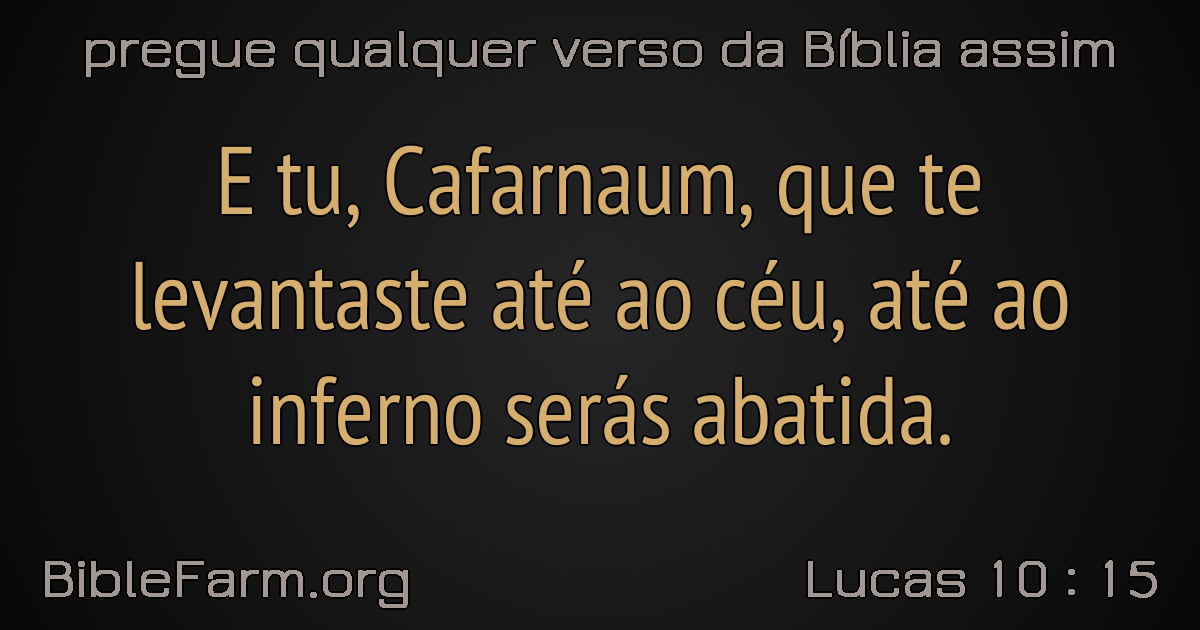 pregue qualquer verso da Bíblia assim
E tu, Cafarnaum, que te
levantaste até ao céu, até ao
inferno serás abatida.
BibleFarm.org
Lucas 10 : 15